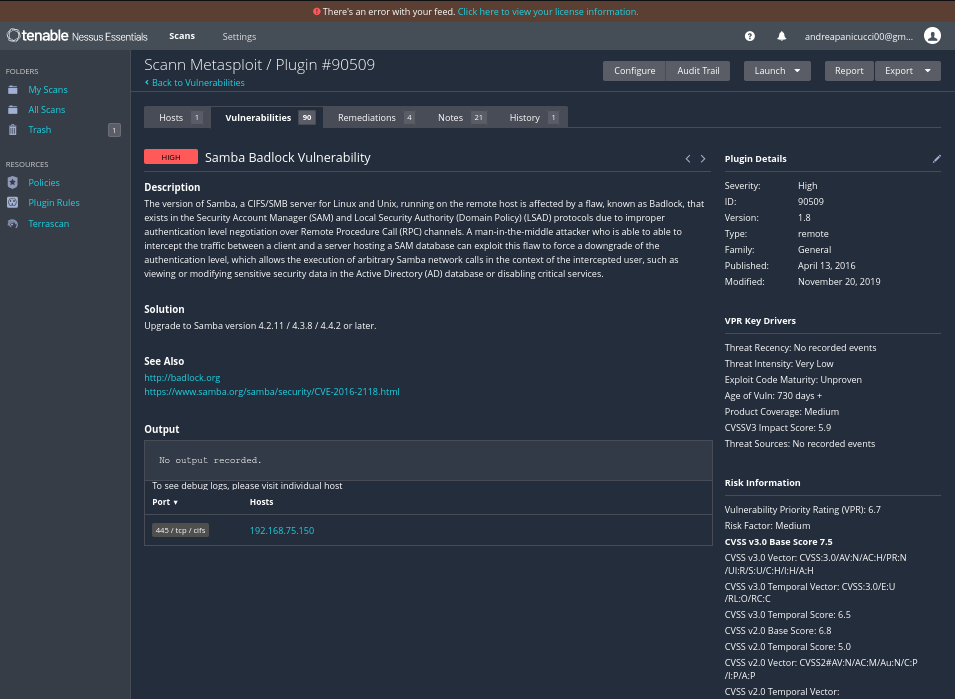 There's an error with your feed. Click here to view your license information.
tenable Nessus Essentials Scans Settings andreapanicucci00@gm...
FOLDERS
My Scans
All Scans
Trash 1
RESOURCES
Policies
Plugin Rules
Terrascan
Scann Metasploit / Plugin #90509
Back to Vulnerabilities
Configure Audit Trail Launch Report Export
Hosts 1 Vulnerabilities 90 Remediations 4 Notes 21 History 1
HIGH Samba Badlock Vulnerability
Description
The version of Samba, a CIFS/SMB server for Linux and Unix, running on the remote host is affected by a flaw, known as Badlock, that
exists in the Security Account Manager (SAM) and Local Security Authority (Domain Policy) (LSAD) protocols due to improper
authentication level negotiation over Remote Procedure Call (RPC) channels. A man-in-the-middle attacker who is able to able to
intercept the traffic between a client and a server hosting a SAM database can exploit this flaw to force a downgrade of the
authentication level, which allows the execution of arbitrary Samba network calls in the context of the intercepted user, such as
viewing or modifying sensitive security data in the Active Directory (AD) database or disabling critical services.
Solution
Upgrade to Samba version 4.2.11 / 4.3.8 / 4.4.2 or later.
See Also
http://badlock.org
https://www.samba.org/samba/security/CVE-2016-2118.html
Output
No output recorded.
To see debug logs, please visit individual host
Port Hosts
445 / tcp / cifs 192.168.75.150
Plugin Details
Severity: High
ID: 90509
Version: 1.8
Type: remote
Family: General
Published: April 13, 2016
Modified: November 20, 2019
VPR Key Drivers
Threat Recency: No recorded events
Threat Intensity: Very Low
Exploit Code Maturity: Unproven
Age of Vuln: 730 days +
Product Coverage: Medium
CVSSV3 Impact Score: 5.9
Threat Sources: No recorded events
Risk Information
Vulnerability Priority Rating (VPR): 6.7
Risk Factor: Medium
CVSS v3.0 Base Score 7.5
CVSS v3.0 Vector: CVSS:3.0/AV:N/AC:H/PR:N
/UI:R/S:U/C:H/I:H/A:H
CVSS v3.0 Temporal Vector: CVSS:3.0/E:U
/RL:O/RC:C
CVSS v3.0 Temporal Score: 6.5
CVSS v2.0 Base Score: 6.8
CVSS v2.0 Temporal Score: 5.0
CVSS v2.0 Vector: CVSS2#AV:N/AC:M/Au:N/C:P
/I:P/A:P
CVSS v2.0 Temporal Vector: